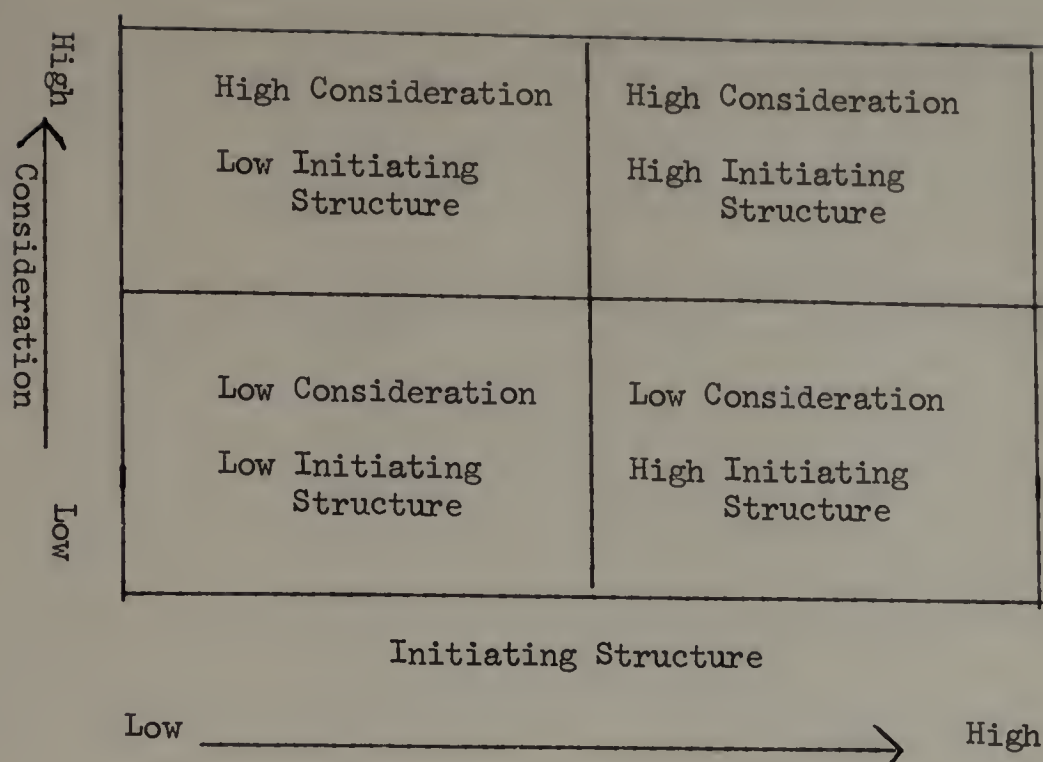 High
Consideration
Low
High Consideration
Low Initiating
Structure
High Consideration
High Initiating
Structure
Low Consideration
Low Initiating
Structure
Low Consideration
High Initiating
Structure
Initiating Structure
Low
High